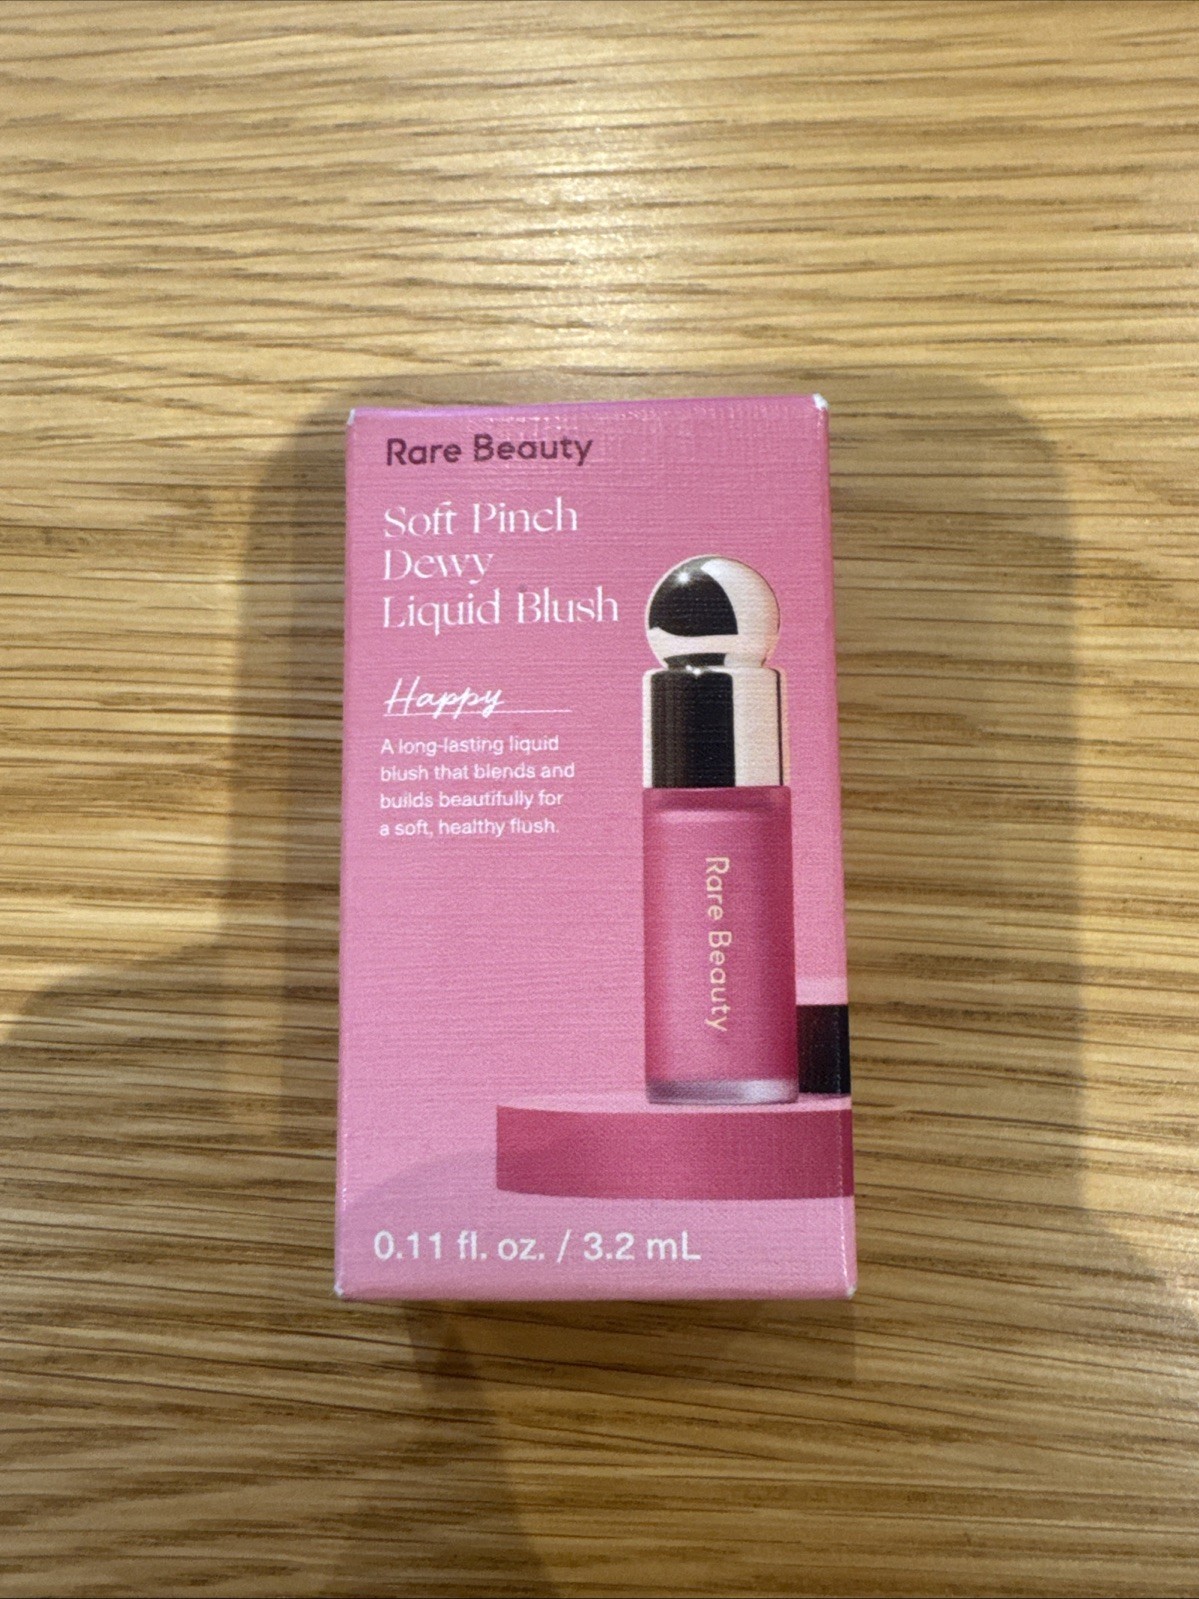 Rare Beauty
Soft Pinch
Dewy
Liquid Blush
Happy
A long-lasting liquid
blush that blends and
builds beautifully for
a soft, healthy flush.
Rare Beauty
0.11 fl. oz. / 3.2 mL